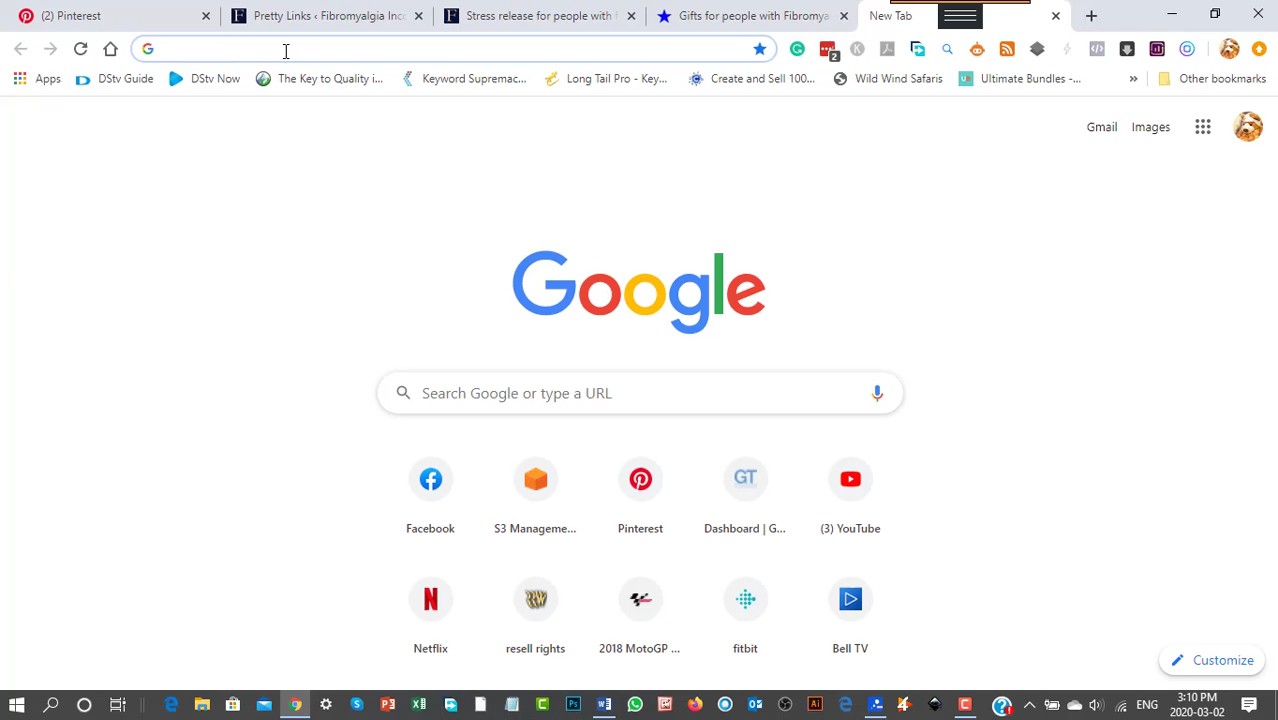 (2) Pinterest
Pretty Links ‹ Fibromyalgia Inc
Stress release for people with f
Gifts for people with Fibromya
New Tab
2
Apps
DStv Guide
DStv Now
The Key to Quality i...
Keyword Supremac...
Long Tail Pro - Key...
Create and Sell 100...
Wild Wind Safaris
Ultimate Bundles -...
»
Other bookmarks
Gmail
Images
Google
Search Google or type a URL
Facebook
S3 Manageme...
Pinterest
GT
Dashboard | G...
(3) YouTube
Netflix
resell rights
2018 MotoGP ...
fitbit
Bell TV
Customize
ENG
3:10 PM
2020-03-02